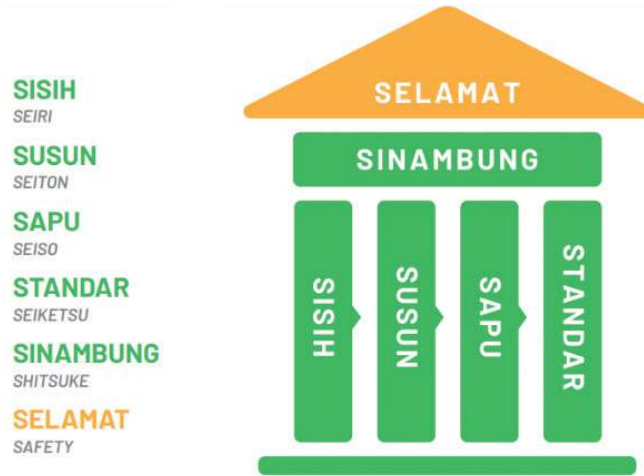 SISIH
SEIRI
SUSUN
SEITON
SAPU
SEISO
STANDAR
SEIKETSU
SINAMBUNG
SHITSUKE
SELAMAT
SAFETY
SELAMAT
SINAMBUNG
SISIH
SUSUN
SAPU
STANDAR